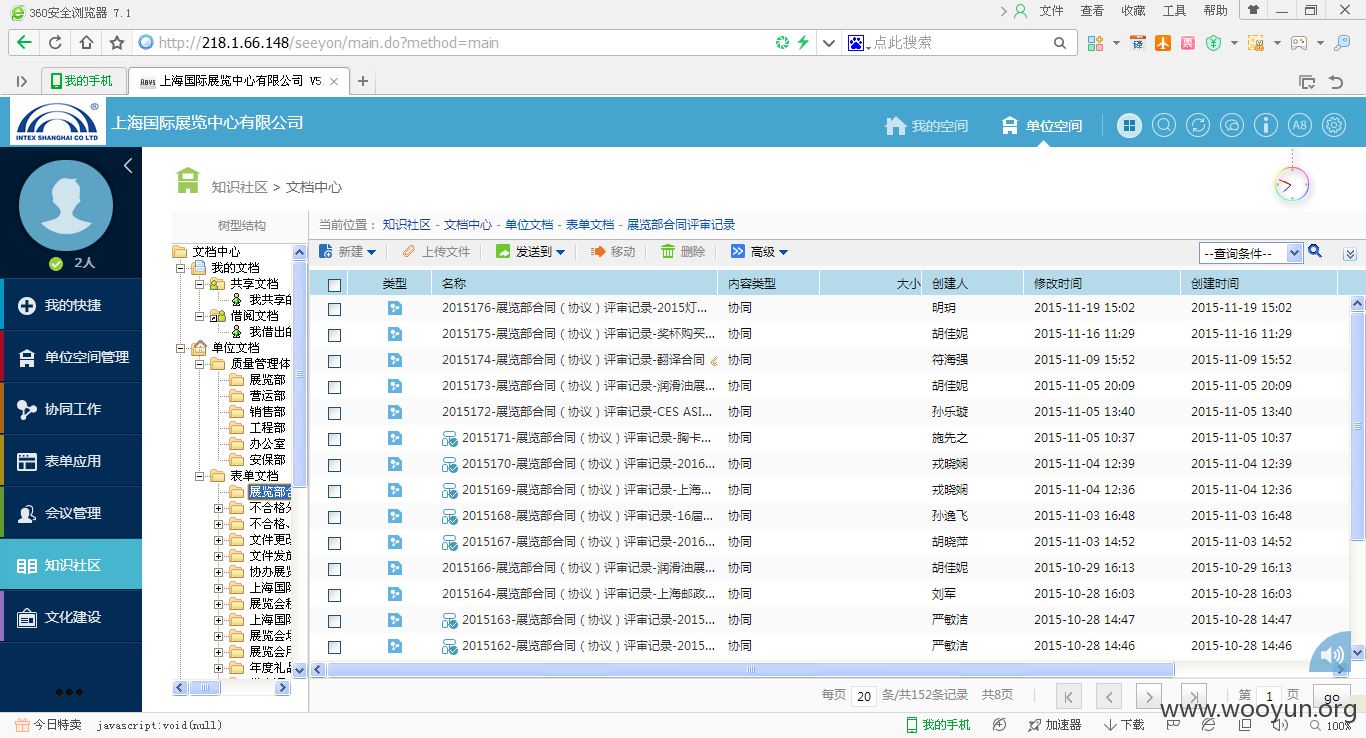 360安全浏览器 7.1
文件 查看 收藏 工具 帮助
http://218.1.66.148/seeyon/main.do?method=main
点此搜索
我的手机 上海国际展览中心有限公司 V5.
INTEX SHANGHAI CO LTD
上海国际展览中心有限公司
我的空间 单位空间 A8
知识社区 > 文档中心
2人
我的快捷
单位空间管理
协同工作
表单应用
会议管理
知识社区
文化建设
树型结构
文档中心
我的文档
共享文档
我共享的
借阅文档
我借出的
单位文档
质量管理体
展览部
营运部
销售部
工程部
办公室
安保部
表单文档
展览部合
不合格
不合格、
文件更改
文件发放
协办展览
上海国际
展览会
上海国际
展览会场
展览会用
年度礼品
当前位置： 知识社区 - 文档中心 - 单位文档 - 表单文档 - 展览部合同评审记录
新建 上传文件 发送到 移动 删除 高级 --查询条件--
类型 名称 内容类型 大小 创建人 修改时间 创建时间
2015176-展览部合同（协议）评审记录-2015灯... 协同 明玥 2015-11-19 15:02 2015-11-19 15:02
2015175-展览部合同（协议）评审记录-奖杯购买... 协同 胡佳妮 2015-11-16 11:29 2015-11-16 11:29
2015174-展览部合同（协议）评审记录-翻译合同 协同 符海强 2015-11-09 15:52 2015-11-09 15:52
2015173-展览部合同（协议）评审记录-润滑油展... 协同 胡佳妮 2015-11-05 20:09 2015-11-05 20:09
2015172-展览部合同（协议）评审记录-CES ASI... 协同 孙乐璇 2015-11-05 13:40 2015-11-05 13:40
2015171-展览部合同（协议）评审记录-胸卡... 协同 施先之 2015-11-05 10:37 2015-11-05 10:37
2015170-展览部合同（协议）评审记录-2016... 协同 戎晓娴 2015-11-04 12:39 2015-11-04 12:39
2015169-展览部合同（协议）评审记录-上海... 协同 戎晓娴 2015-11-04 12:36 2015-11-04 12:36
2015168-展览部合同（协议）评审记录-16届... 协同 孙逸飞 2015-11-03 16:48 2015-11-03 16:48
2015167-展览部合同（协议）评审记录-2016... 协同 胡晓萍 2015-11-03 14:52 2015-11-03 14:52
2015166-展览部合同（协议）评审记录-润滑油展... 协同 胡佳妮 2015-10-29 16:13 2015-10-29 16:13
2015164-展览部合同（协议）评审记录-上海邮政... 协同 刘军 2015-10-28 16:03 2015-10-28 16:03
2015163-展览部合同（协议）评审记录-2015... 协同 严敏洁 2015-10-28 14:47 2015-10-28 14:47
2015162-展览部合同（协议）评审记录-2015... 协同 严敏洁 2015-10-28 14:46 2015-10-28 14:46
每页 20 条/共152条记录 共8页 第 1 页 go
www.wooyun.org
今日特卖 javascript:void(null) 我的手机 加速器 下载 100%